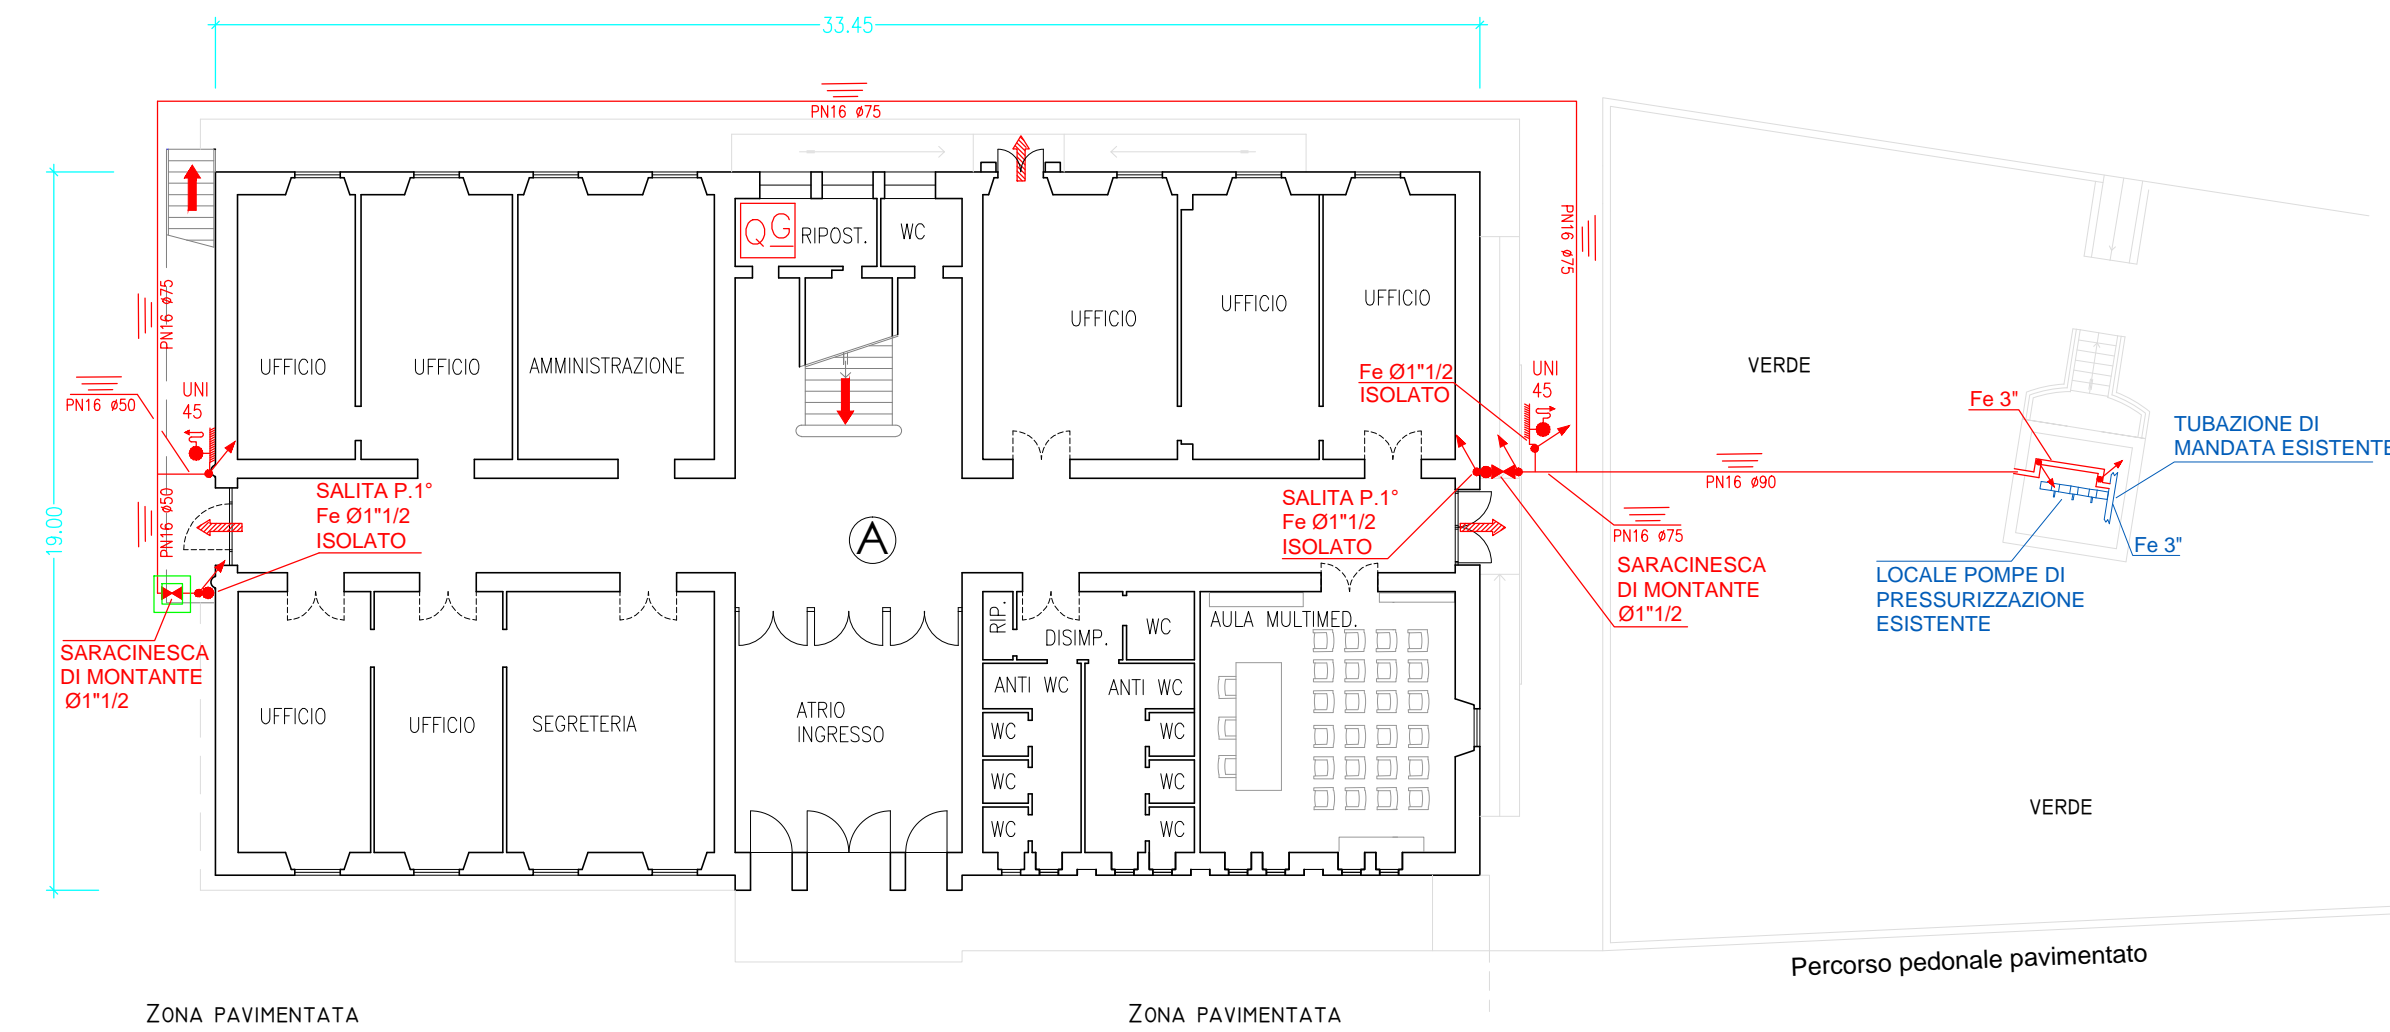 33.45
PN16 ø75
19.00
QG
RIPOST.
WC
PN16 ø75
PN16 ø75
UFFICIO
UFFICIO
AMMINISTRAZIONE
UFFICIO
UFFICIO
UFFICIO
VERDE
UNI
45
PN16 ø50
Fe Ø1"1/2
ISOLATO
UNI
45
Fe 3"
TUBAZIONE DI
MANDATA ESISTENTE
PN16 ø90
PN16 ø50
SALITA P.1°
Fe Ø1"1/2
ISOLATO
A
SALITA P.1°
Fe Ø1"1/2
ISOLATO
PN16 ø75
Fe 3"
SARACINESCA
DI MONTANTE
Ø1"1/2
LOCALE POMPE DI
PRESSURIZZAZIONE
ESISTENTE
SARACINESCA
DI MONTANTE
Ø1"1/2
RIP.
DISIMP.
WC
AULA MULTIMED.
ANTI WC
ANTI WC
UFFICIO
UFFICIO
SEGRETERIA
ATRIO
INGRESSO
WC
WC
WC
WC
WC
WC
VERDE
Percorso pedonale pavimentato
ZONA PAVIMENTATA
ZONA PAVIMENTATA